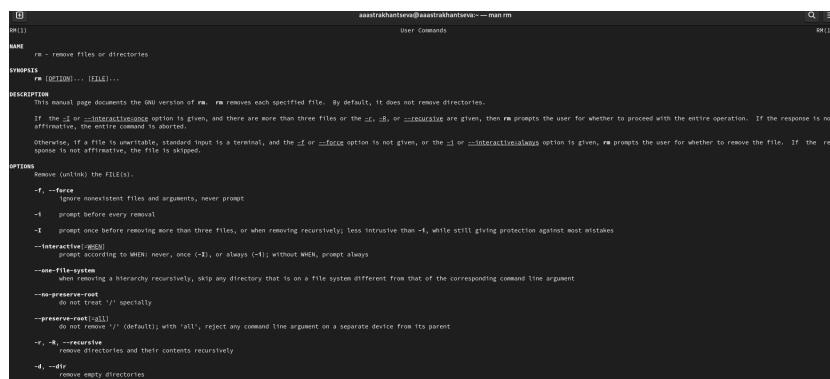 aaastrakhantseva@aaastrakhantseva:~ — man rm
RM(1) User Commands RM(1
NAME
rm - remove files or directories
SYNOPSIS
rm [OPTION]... [FILE]...
DESCRIPTION
This manual page documents the GNU version of rm. rm removes each specified file. By default, it does not remove directories.
If the -I or --interactive=once option is given, and there are more than three files or the -r, -R, or --recursive are given, then rm prompts the user for whether to proceed with the entire operation. If the response is no
affirmative, the entire command is aborted.
Otherwise, if a file is unwritable, standard input is a terminal, and the -f or --force option is not given, or the -i or --interactive=always option is given, rm prompts the user for whether to remove the file. If the re
sponse is not affirmative, the file is skipped.
OPTIONS
Remove (unlink) the FILE(s).
-f, --force
ignore nonexistent files and arguments, never prompt
-i prompt before every removal
-I prompt once before removing more than three files, or when removing recursively; less intrusive than -i, while still giving protection against most mistakes
--interactive[=WHEN]
prompt according to WHEN: never, once (-I), or always (-i); without WHEN, prompt always
--one-file-system
when removing a hierarchy recursively, skip any directory that is on a file system different from that of the corresponding command line argument
--no-preserve-root
do not treat '/' specially
--preserve-root[=all]
do not remove '/' (default); with 'all', reject any command line argument on a separate device from its parent
-r, -R, --recursive
remove directories and their contents recursively
-d, --dir
remove empty directories